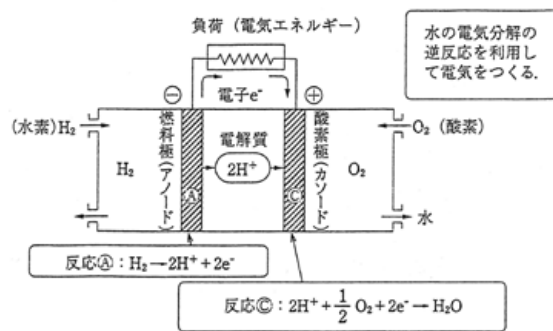 負荷(電気エネルギー)
水の電気分解の
逆反応を利用し
て電気をつくる.
⊖
電子e⁻
⊕
(水素)H₂
燃料極(アノード)
電解質
酸素極(カソード)
O₂(酸素)
H₂
2H⁺
O₂
Ⓐ
Ⓒ
水
反応Ⓐ:H₂→2H⁺+2e⁻
反応Ⓒ:2H⁺+1/2 O₂+2e⁻→H₂O